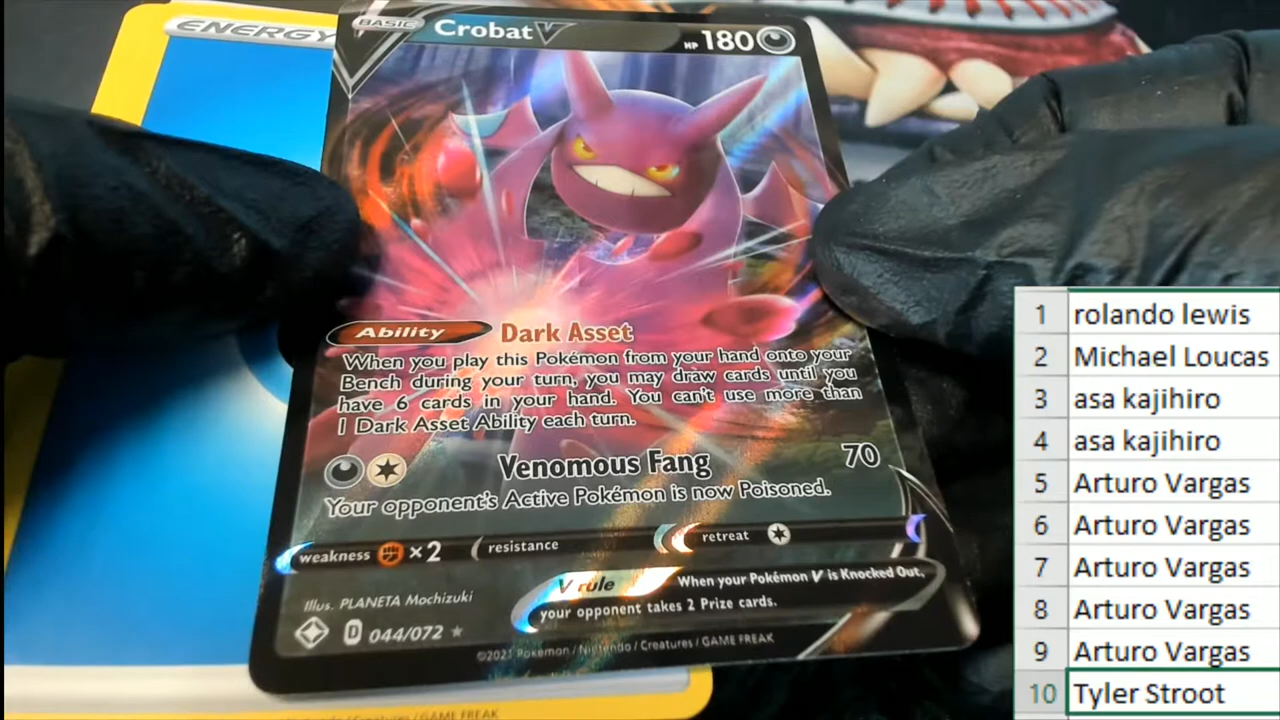 ENERGY
BASIC
Crobat V
HP 180
Ability Dark Asset
When you play this Pokémon from your hand onto your
Bench during your turn, you may draw cards until you
have 6 cards in your hand. You can't use more than
1 Dark Asset Ability each turn.
Venomous Fang 70
Your opponent's Active Pokémon is now Poisoned.
weakness ×2 resistance retreat
V rule When your Pokémon V is Knocked Out,
your opponent takes 2 Prize cards.
Illus. PLANETA Mochizuki
D 044/072
©2021 Pokémon / Nintendo / Creatures / GAME FREAK
/ Creatures / GAME FREAK
1 rolando lewis
2 Michael Loucas
3 asa kajihiro
4 asa kajihiro
5 Arturo Vargas
6 Arturo Vargas
7 Arturo Vargas
8 Arturo Vargas
9 Arturo Vargas
10 Tyler Stroot